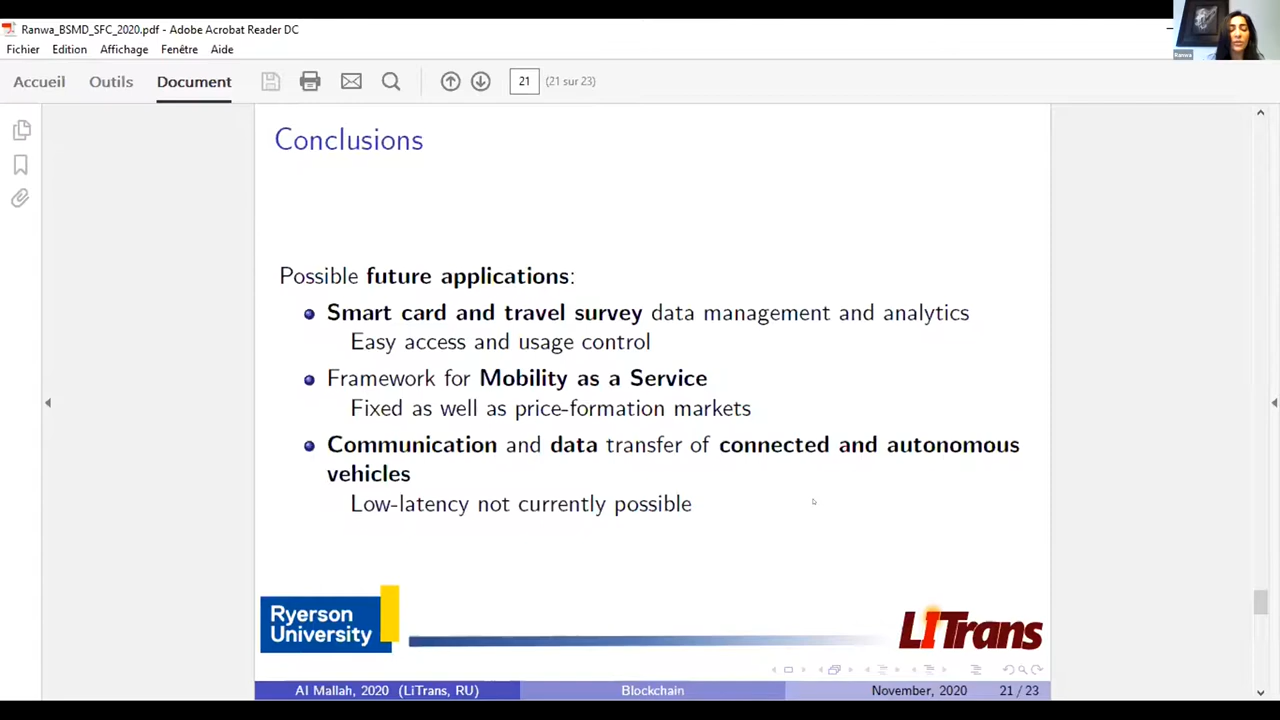 Ranwa_BSMD_SFC_2020.pdf - Adobe Acrobat Reader DC
Fichier Edition Affichage Fenêtre Aide
Accueil Outils Document 21 (21 sur 23)
Ranwa
Conclusions
Possible future applications:
Smart card and travel survey data management and analytics
Easy access and usage control
Framework for Mobility as a Service
Fixed as well as price-formation markets
Communication and data transfer of connected and autonomous
vehicles
Low-latency not currently possible
Ryerson
University
LiTrans
Al Mallah, 2020 (LiTrans, RU) Blockchain November, 2020 21 / 23